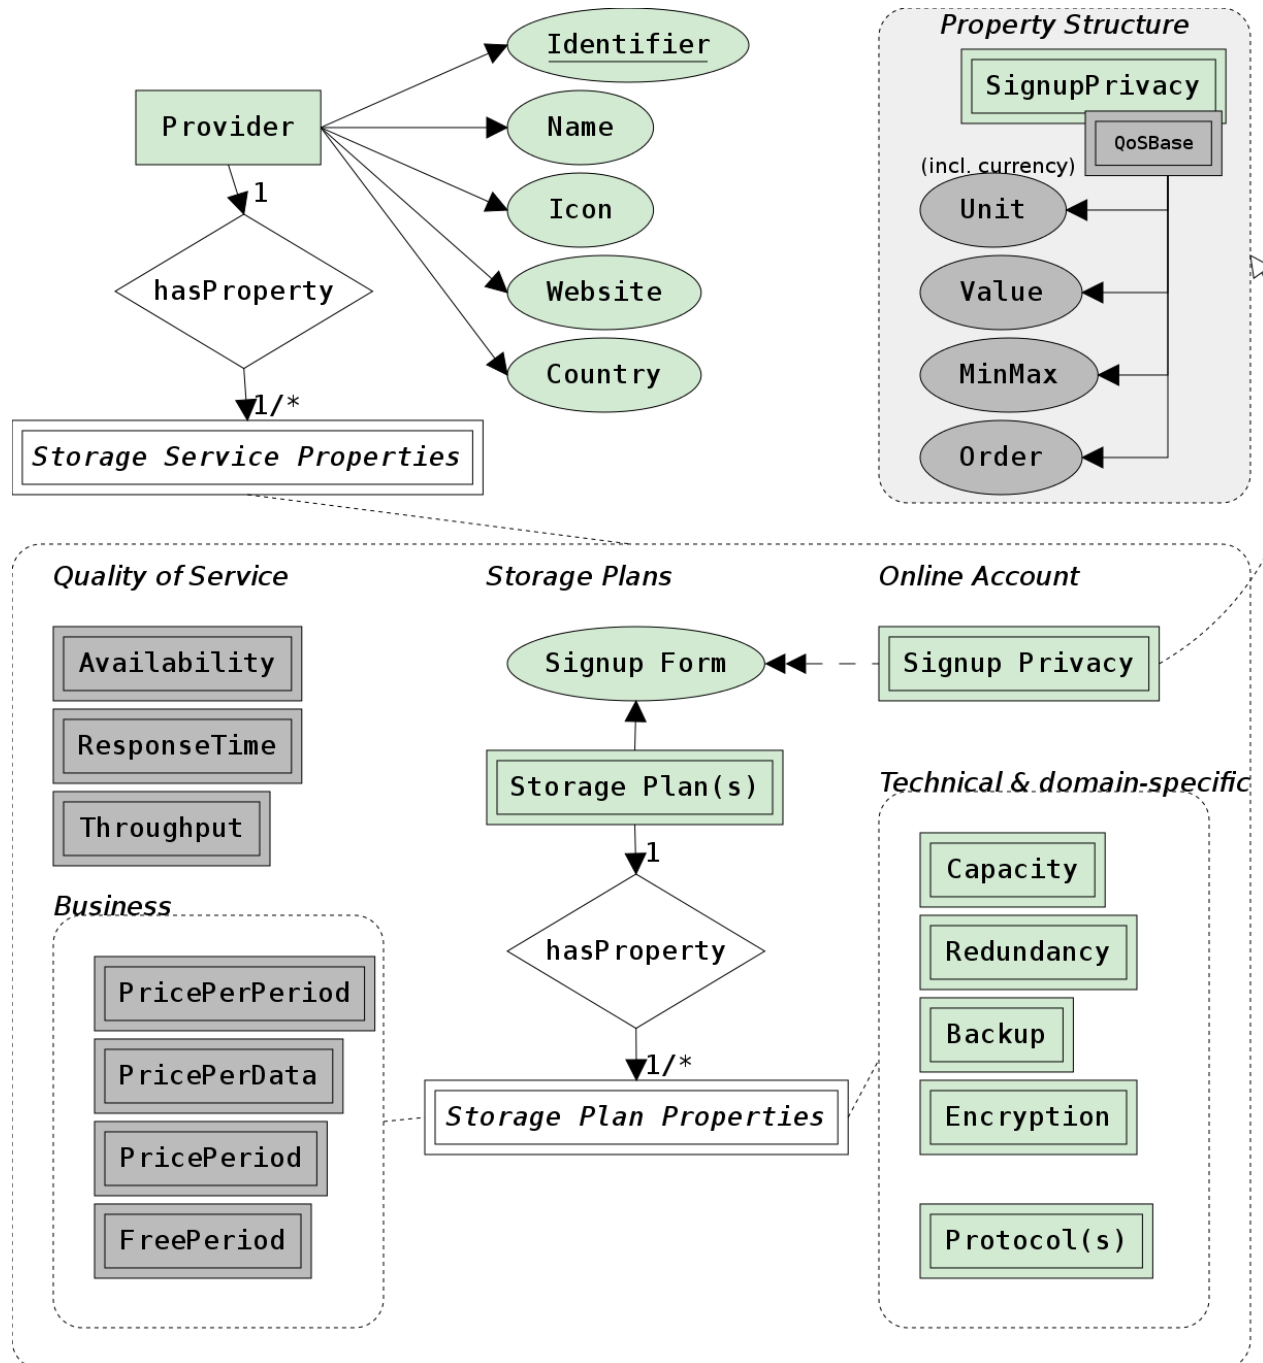 Identifier
Provider
Name
Icon
Website
Country
1
hasProperty
1/*
Storage Service Properties
Property Structure
SignupPrivacy
QoSBase
(incl. currency)
Unit
Value
MinMax
Order
Quality of Service
Availability
ResponseTime
Throughput
Business
PricePerPeriod
PricePerData
PricePeriod
FreePeriod
Storage Plans
Signup Form
Storage Plan(s)
1
hasProperty
1/*
Storage Plan Properties
Online Account
Signup Privacy
Technical & domain-specific
Capacity
Redundancy
Backup
Encryption
Protocol(s)